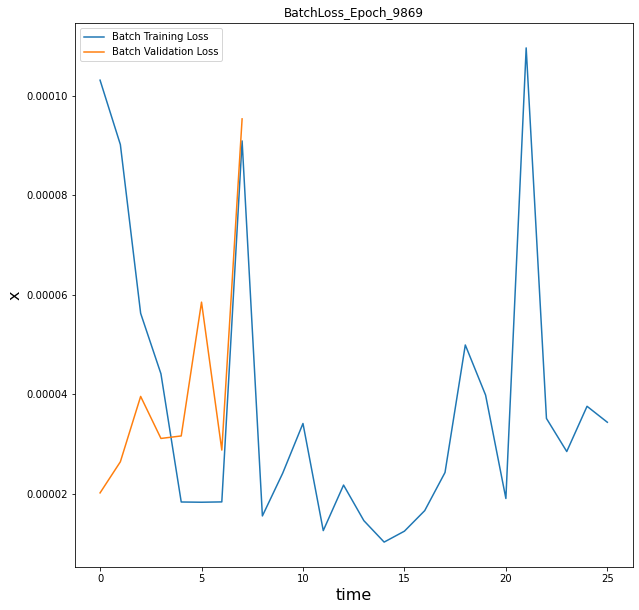 BatchLoss_Epoch_9869
Batch Training Loss
Batch Validation Loss
0.00010
0.00008
0.00006
0.00004
0.00002
x
0 5 10 15 20 25
time